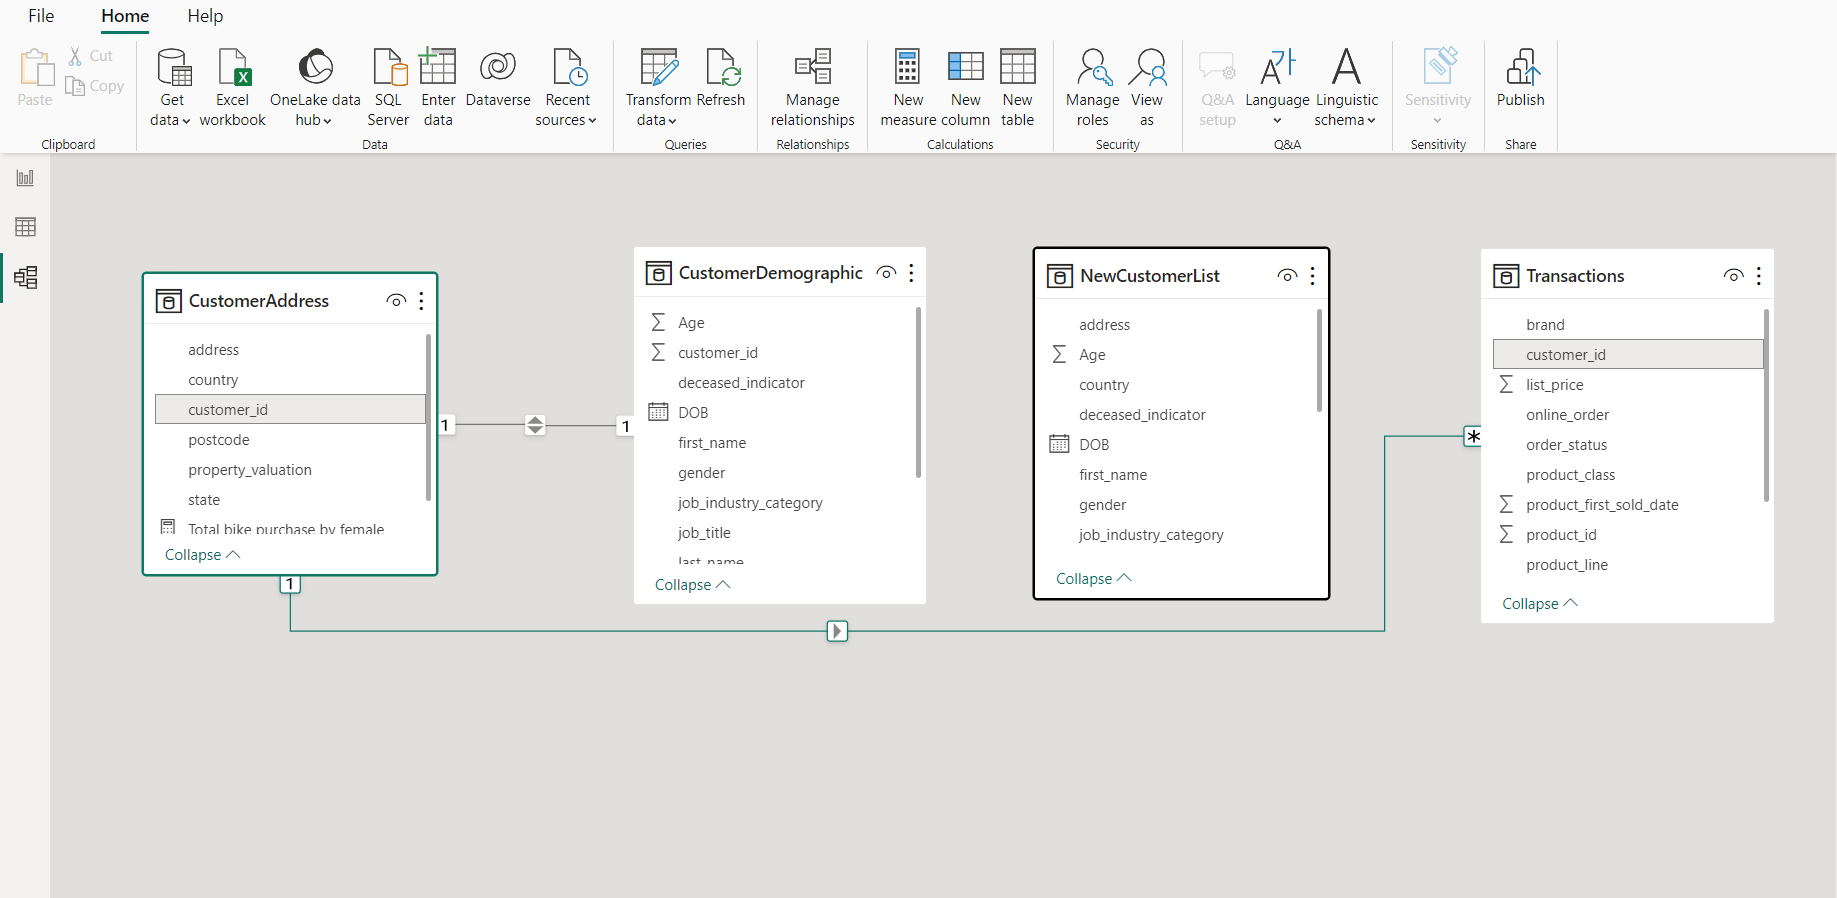 File Home Help
Paste
Cut
Copy
Clipboard
Get data
Excel workbook
OneLake data hub
SQL Server
Enter data
Dataverse
Recent sources
Data
Transform data
Refresh
Queries
Manage relationships
Relationships
New measure
New column
New table
Calculations
Manage roles
View as
Security
Q&A setup
Language
Linguistic schema
Q&A
Sensitivity
Sensitivity
Publish
Share
CustomerAddress
address
country
customer_id
postcode
property_valuation
state
Total bike purchase by female
Collapse
1
1
1
CustomerDemographic
Age
customer_id
deceased_indicator
DOB
first_name
gender
job_industry_category
job_title
last_name
Collapse
NewCustomerList
address
Age
country
deceased_indicator
DOB
first_name
gender
job_industry_category
Collapse
*
Transactions
brand
customer_id
list_price
online_order
order_status
product_class
product_first_sold_date
product_id
product_line
Collapse